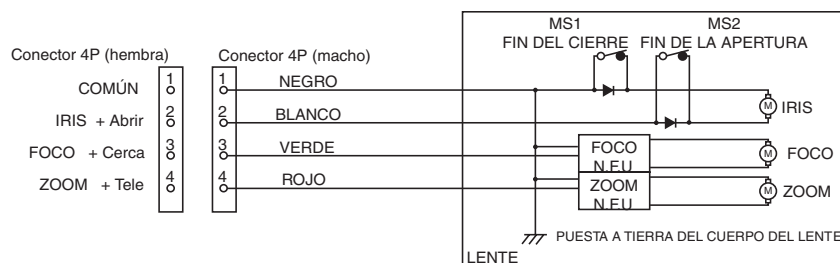 MS1 MS2
FIN DEL CIERRE FIN DE LA APERTURA
Conector 4P (hembra) Conector 4P (macho)
COMÚN 1 1 NEGRO
IRIS + Abrir 2 2 BLANCO M IRIS
FOCO + Cerca 3 3 VERDE FOCO N.F.U M FOCO
ZOOM + Tele 4 4 ROJO ZOOM N.F.U M ZOOM
PUESTA A TIERRA DEL CUERPO DEL LENTE
LENTE